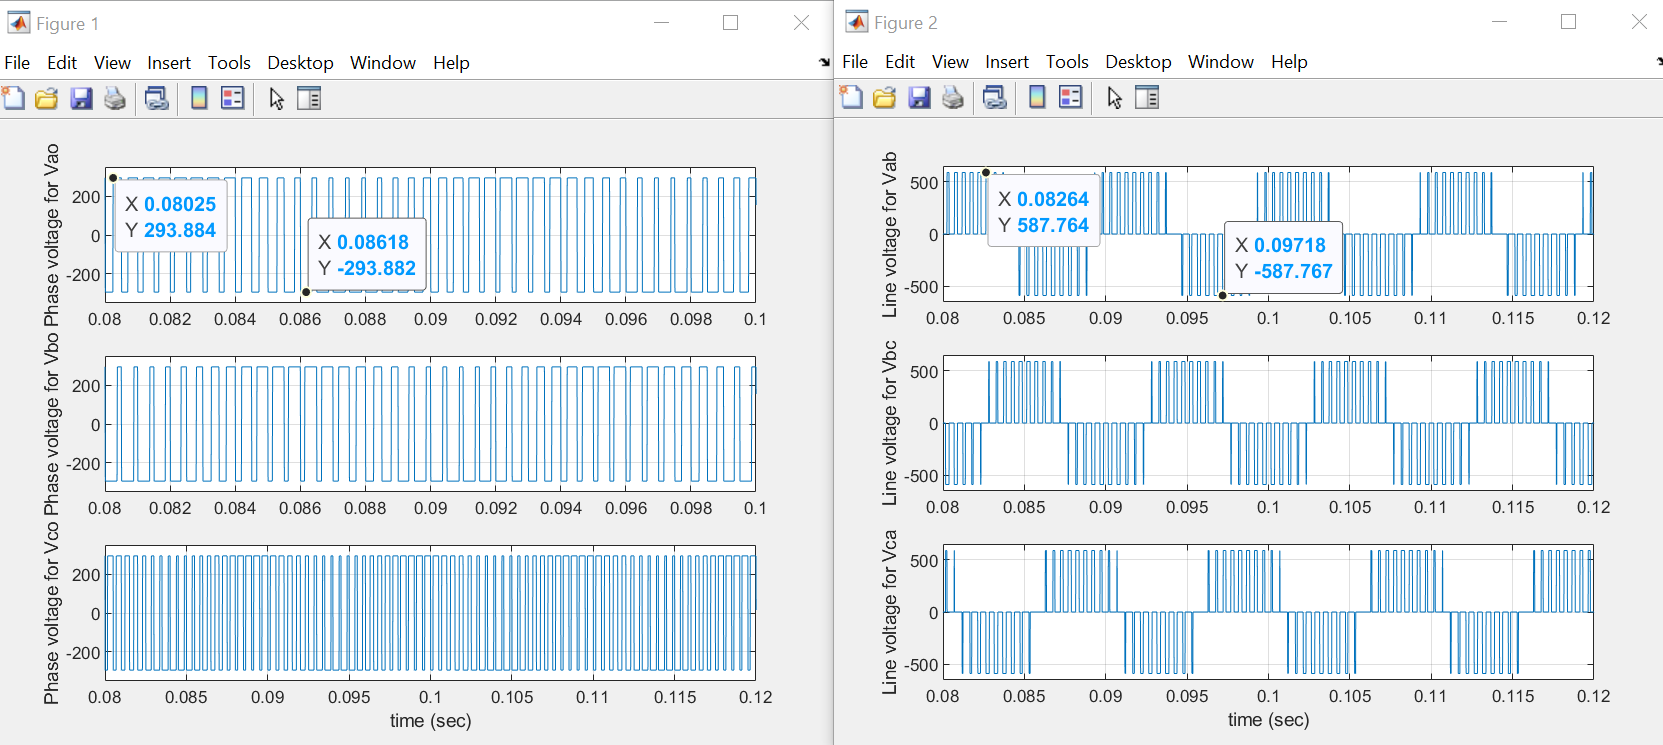 Figure 1
File Edit View Insert Tools Desktop Window Help
Phase voltage for Vao
200
0
-200
X 0.08025
Y 293.884
X 0.08618
Y -293.882
0.08 0.082 0.084 0.086 0.088 0.09 0.092 0.094 0.096 0.098 0.1
Phase voltage for Vbo
200
0
-200
0.08 0.082 0.084 0.086 0.088 0.09 0.092 0.094 0.096 0.098 0.1
Phase voltage for Vco
200
0
-200
0.08 0.085 0.09 0.095 0.1 0.105 0.11 0.115 0.12
time (sec)
Figure 2
File Edit View Insert Tools Desktop Window Help
Line voltage for Vab
500
0
-500
X 0.08264
Y 587.764
X 0.09718
Y -587.767
0.08 0.085 0.09 0.095 0.1 0.105 0.11 0.115 0.12
Line voltage for Vbc
500
0
-500
0.08 0.085 0.09 0.095 0.1 0.105 0.11 0.115 0.12
Line voltage for Vca
500
0
-500
0.08 0.085 0.09 0.095 0.1 0.105 0.11 0.115 0.12
time (sec)